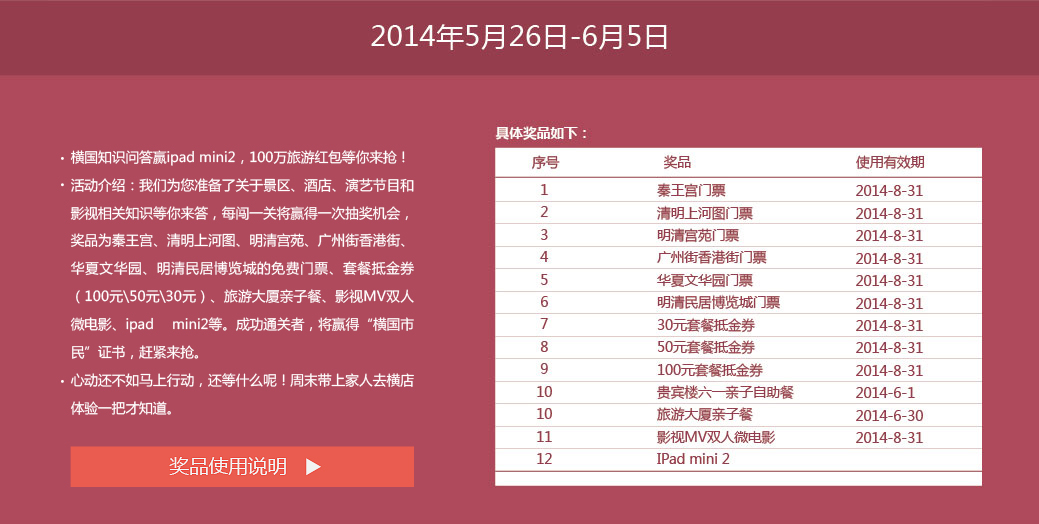 2014年5月26日-6月5日
• 横国知识问答赢ipad mini2，100万旅游红包等你来抢！
• 活动介绍：我们为您准备了关于景区、酒店、演艺节目和
影视相关知识等你来答，每闯一关将赢得一次抽奖机会，
奖品为秦王宫、清明上河图、明清宫苑、广州街香港街、
华夏文华园、明清民居博览城的免费门票、套餐抵金券
（100元\50元\30元）、旅游大厦亲子餐、影视MV双人
微电影、ipad mini2等。成功通关者，将赢得“横国市
民”证书，赶紧来抢。
• 心动还不如马上行动，还等什么呢！周末带上家人去横店
体验一把才知道。
奖品使用说明 ▶
具体奖品如下：
序号 奖品 使用有效期
1 秦王宫门票 2014-8-31
2 清明上河图门票 2014-8-31
3 明清宫苑门票 2014-8-31
4 广州街香港街门票 2014-8-31
5 华夏文华园门票 2014-8-31
6 明清民居博览城门票 2014-8-31
7 30元套餐抵金券 2014-8-31
8 50元套餐抵金券 2014-8-31
9 100元套餐抵金券 2014-8-31
10 贵宾楼六一亲子自助餐 2014-6-1
10 旅游大厦亲子餐 2014-6-30
11 影视MV双人微电影 2014-8-31
12 IPad mini 2